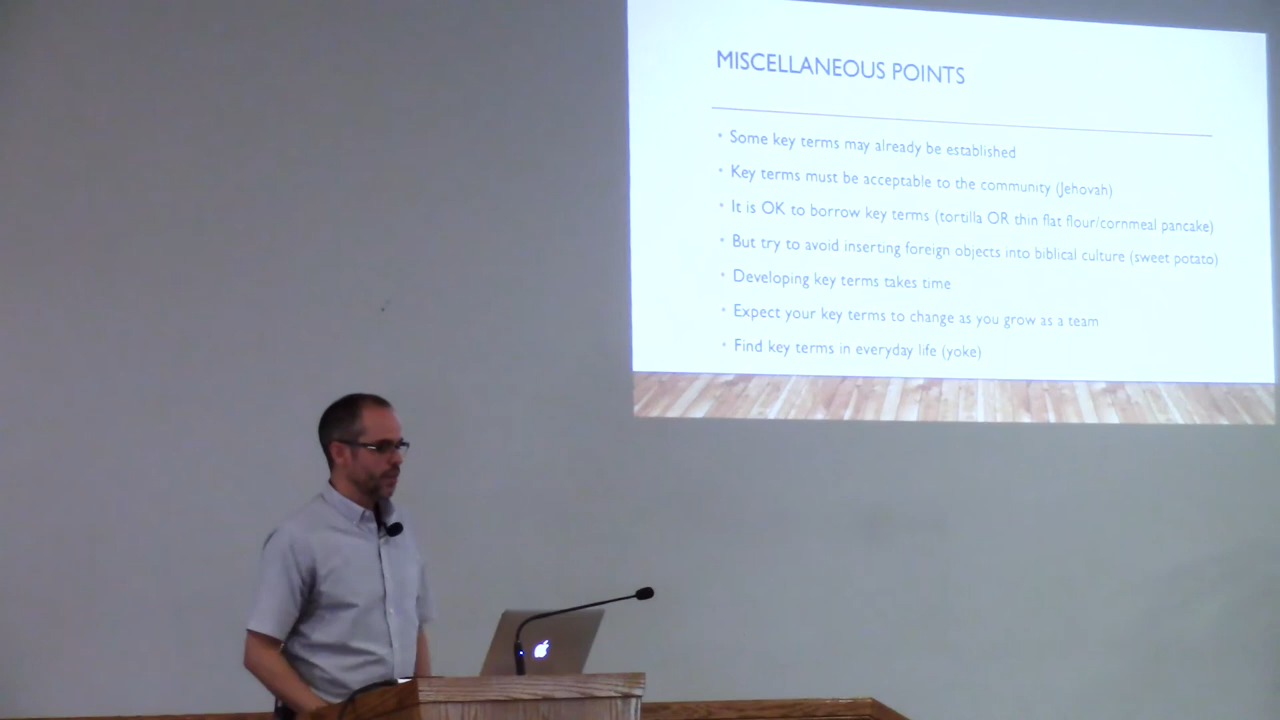 MISCELLANEOUS POINTS
• Some key terms may already be established
• Key terms must be acceptable to the community (Jehovah)
• It is OK to borrow key terms (tortilla OR thin flat flour/cornmeal pancake)
• But try to avoid inserting foreign objects into biblical culture (sweet potato)
• Developing key terms takes time
• Expect your key terms to change as you grow as a team
• Find key terms in everyday life (yoke)